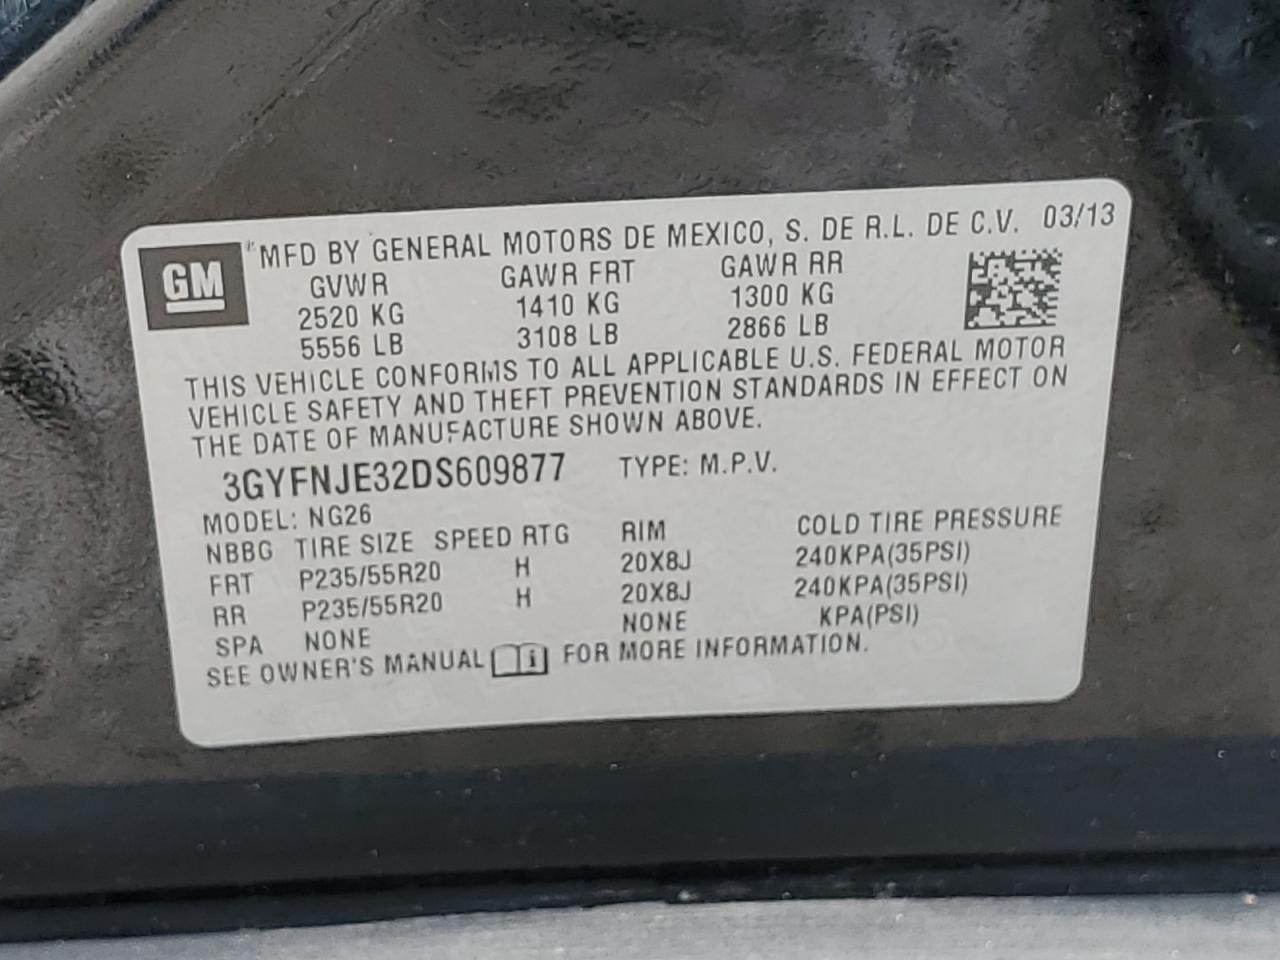 GM
MFD BY GENERAL MOTORS DE MEXICO, S. DE R.L. DE C.V. 03/13
GVWR GAWR FRT GAWR RR
2520 KG 1410 KG 1300 KG
5556 LB 3108 LB 2866 LB
THIS VEHICLE CONFORMS TO ALL APPLICABLE U.S. FEDERAL MOTOR
VEHICLE SAFETY AND THEFT PREVENTION STANDARDS IN EFFECT ON
THE DATE OF MANUFACTURE SHOWN ABOVE.
3GYFNJE32DS609877 TYPE: M.P.V.
MODEL: NG26
NBBG TIRE SIZE SPEED RTG RIM COLD TIRE PRESSURE
FRT P235/55R20 H 20X8J 240KPA(35PSI)
RR P235/55R20 H 20X8J 240KPA(35PSI)
SPA NONE NONE KPA(PSI)
SEE OWNER'S MANUAL i FOR MORE INFORMATION.